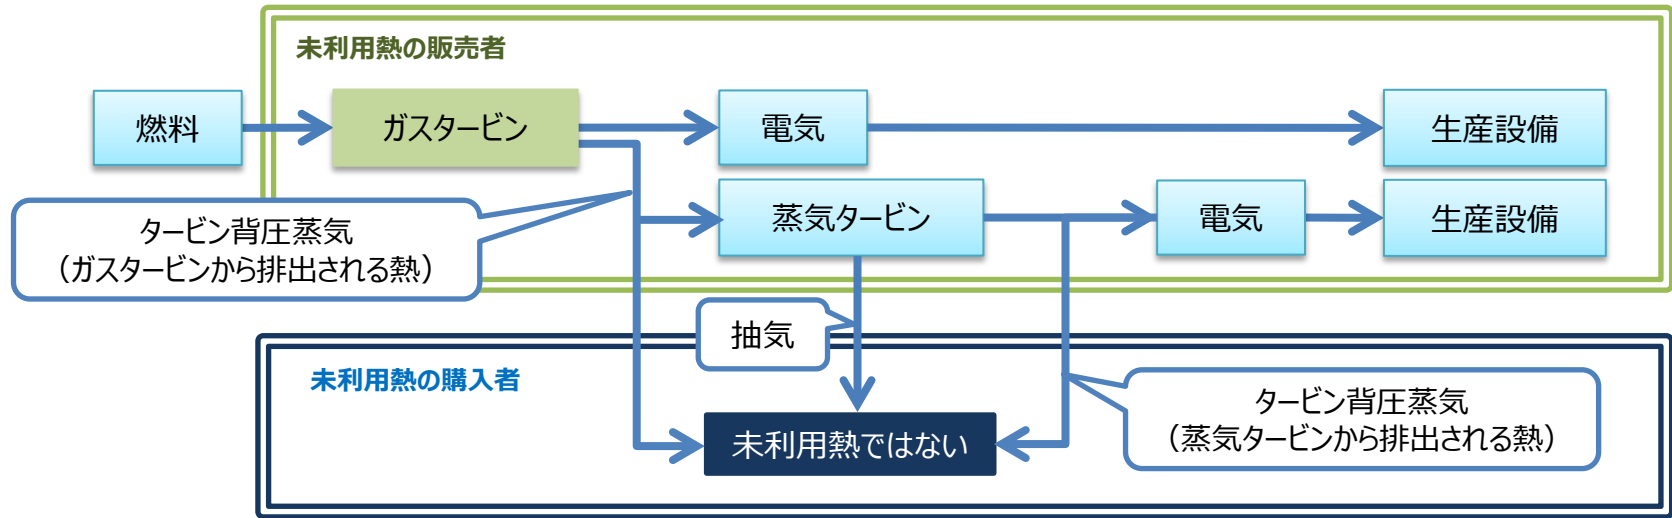 未利用熱の販売者
燃料
ガスタービン
電気
生産設備
蒸気タービン
電気
生産設備
タービン背圧蒸気
（ガスタービンから排出される熱）
抽気
未利用熱の購入者
未利用熱ではない
タービン背圧蒸気
（蒸気タービンから排出される熱）